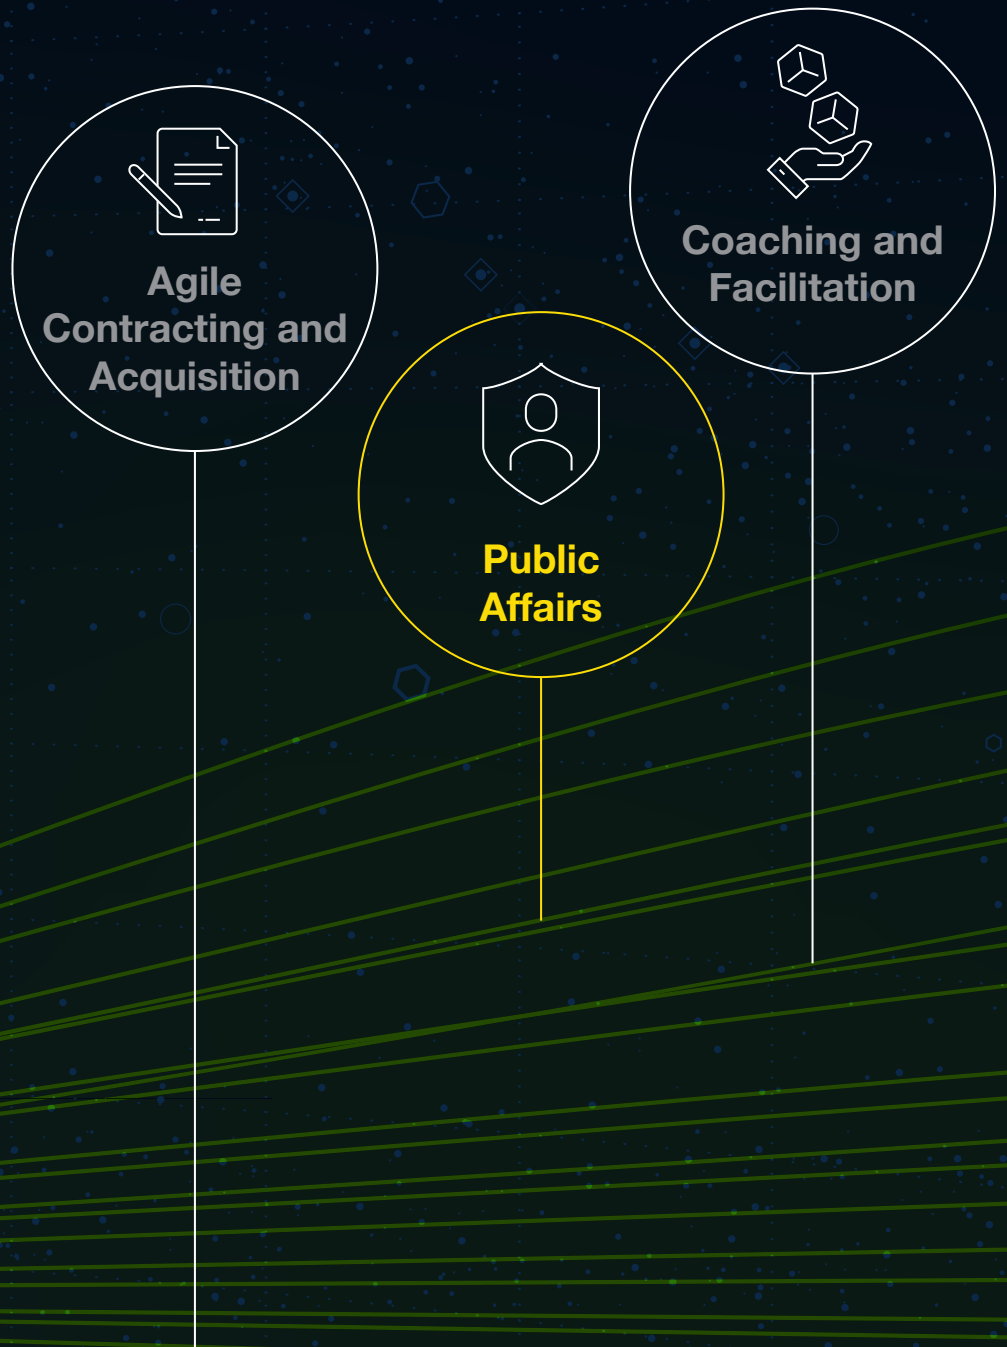 Agile
Contracting and
Acquisition
Coaching and
Facilitation
Public
Affairs